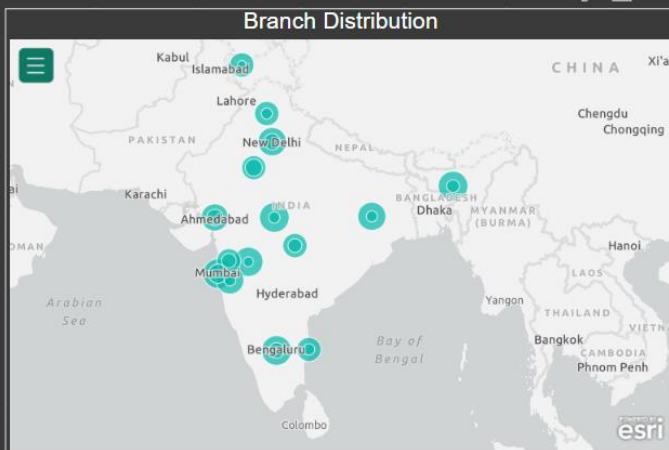 Branch Distribution
Kabul
Islamabad
CHINA
Xi'a
Lahore
Chengdu
Chongqing
PAKISTAN
New Delhi
NEPAL
Karachi
INDIA
BANGLADESH
Ahmedabad
Dhaka
MYANMAR
(BURMA)
OMAN
Hanoi
Mumbai
LAOS
Hyderabad
Arabian
Sea
Yangon
THAILAND
VIETN
Bay of
Bengal
Bengaluru
Bangkok
CAMBODIA
Phnom Penh
Colombo
POWERED BY
esri